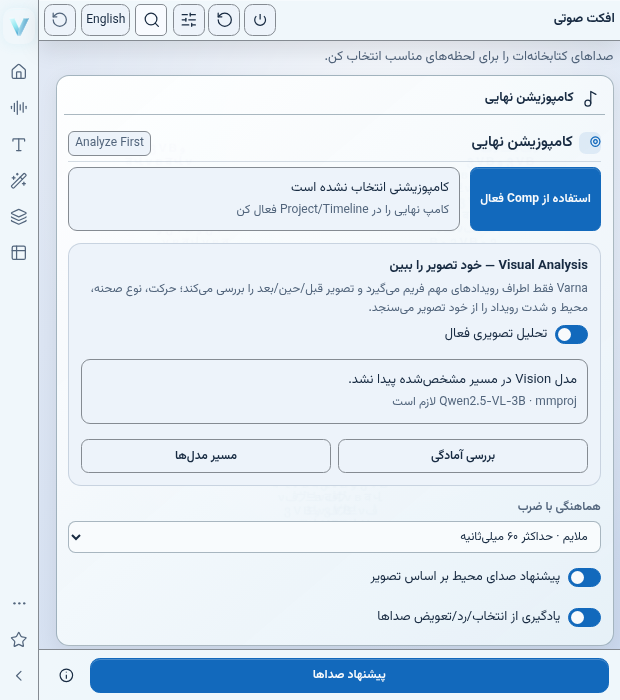 افکت صوتی
English
صداهای کتابخانه‌ات را برای لحظه‌های مناسب انتخاب کن.
کامپوزیشن نهایی
کامپوزیشن نهایی
Analyze First
استفاده از Comp فعال
کامپوزیشنی انتخاب نشده است
کامپ نهایی را در Project/Timeline فعال کن
Visual Analysis — خود تصویر را ببین
Varna فقط اطراف رویدادهای مهم فریم می‌گیرد و تصویر قبل/حین/بعد را بررسی می‌کند؛ حرکت، نوع صحنه،
محیط و شدت رویداد را از خود تصویر می‌سنجد.
تحلیل تصویری فعال
مدل Vision در مسیر مشخص‌شده پیدا نشد.
Qwen2.5-VL-3B · mmproj لازم است
بررسی آمادگی
مسیر مدل‌ها
هماهنگی با ضرب
ملایم · حداکثر ۶۰ میلی‌ثانیه
پیشنهاد صدای محیط بر اساس تصویر
یادگیری از انتخاب/رد/تعویض صداها
پیشنهاد صداها